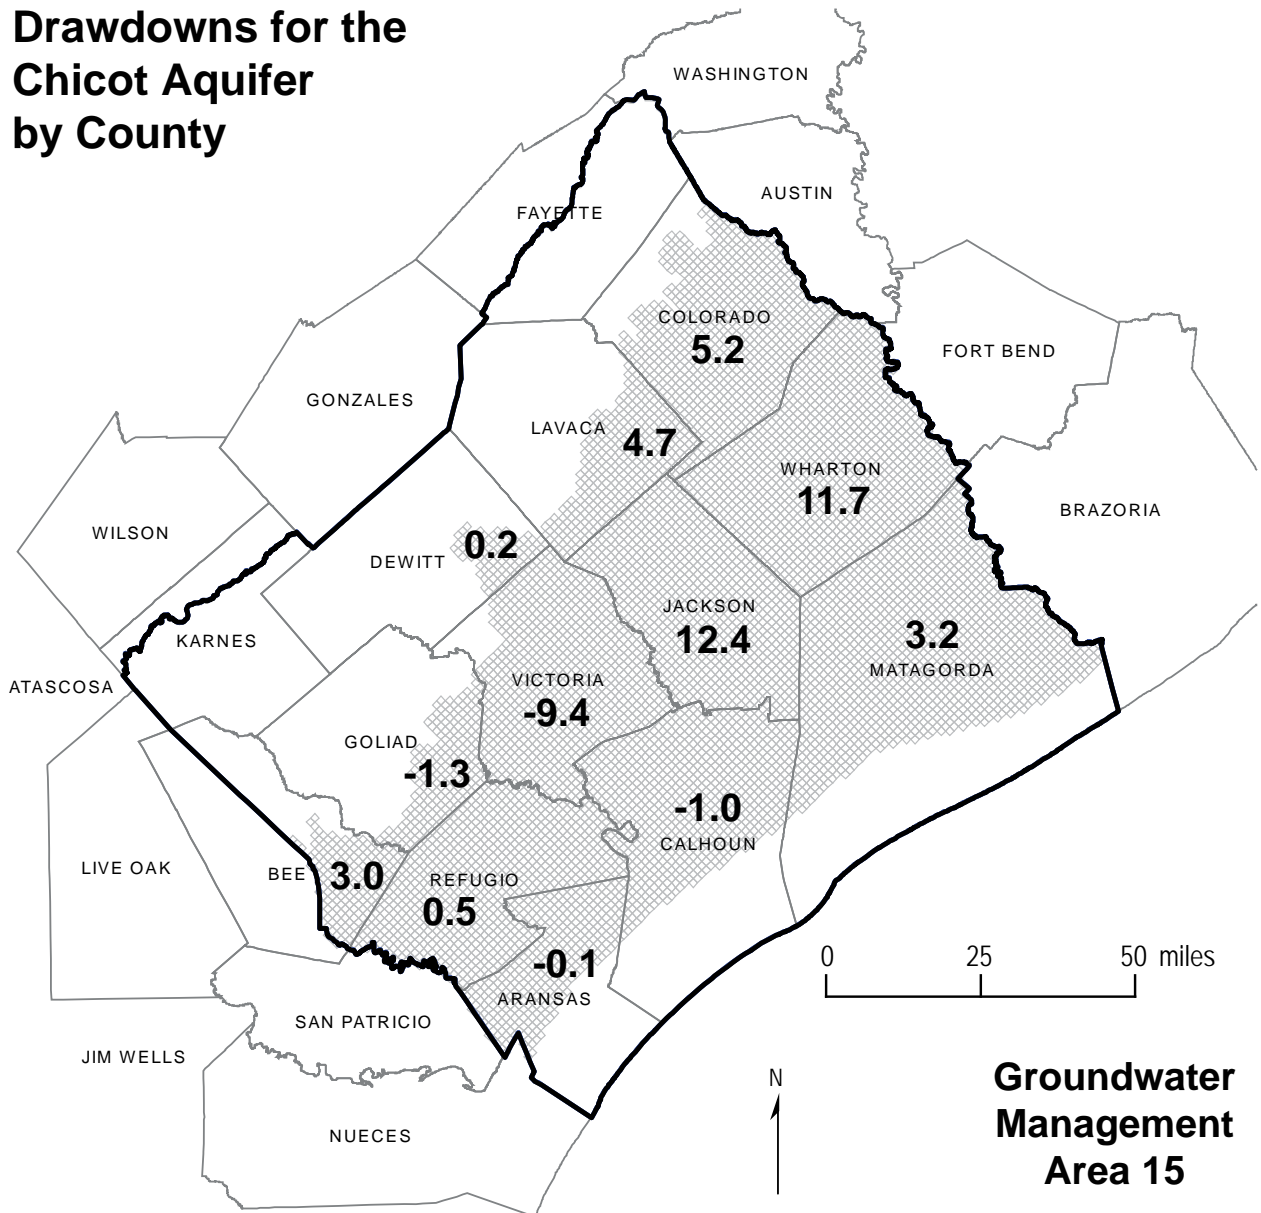 Drawdowns for the
Chicot Aquifer
by County
WASHINGTON
AUSTIN
FAYETTE
COLORADO
5.2
FORT BEND
GONZALES
LAVACA
4.7
WHARTON
11.7
BRAZORIA
WILSON
DEWITT
0.2
JACKSON
12.4
3.2
MATAGORDA
KARNES
ATASCOSA
VICTORIA
-9.4
GOLIAD
-1.3
-1.0
CALHOUN
LIVE OAK
BEE
3.0
REFUGIO
0.5
-0.1
ARANSAS
0 25 50 miles
SAN PATRICIO
JIM WELLS
NUECES
N
Groundwater
Management
Area 15